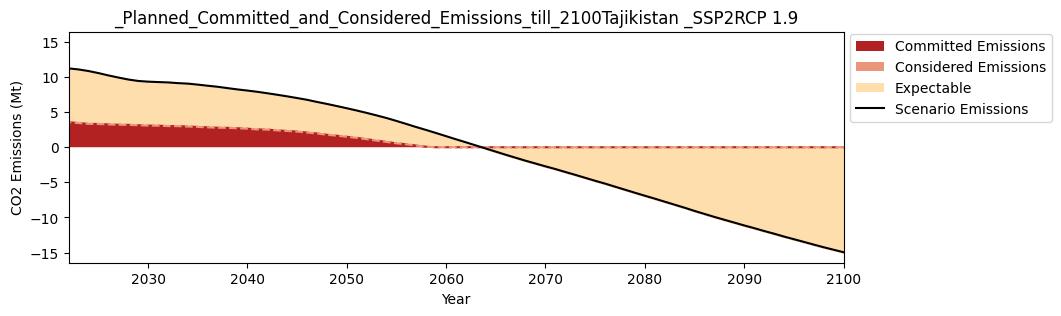 _Planned_Committed_and_Considered_Emissions_till_2100Tajikistan _SSP2RCP 1.9
15
10
5
0
−5
−10
−15
CO2 Emissions (Mt)
2030 2040 2050 2060 2070 2080 2090 2100
Year
Committed Emissions
Considered Emissions
Expectable
Scenario Emissions